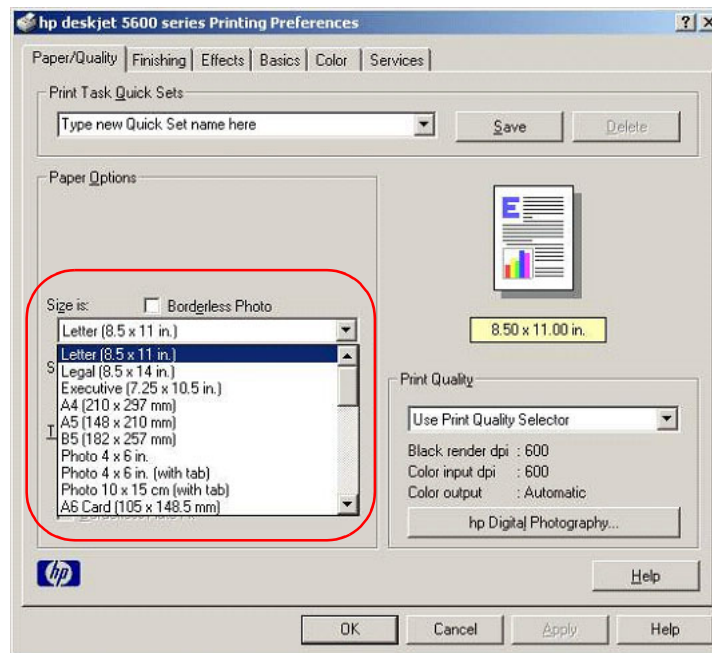 hp deskjet 5600 series Printing Preferences
Paper/Quality Finishing Effects Basics Color Services
Print Task Quick Sets
Type new Quick Set name here Save Delete
Paper Options
E
Size is: Borderless Photo
Letter (8.5 x 11 in.)
8.50 x 11.00 in.
Letter (8.5 x 11 in.)
S Legal (8.5 x 14 in.)
Executive (7.25 x 10.5 in.)
A4 (210 x 297 mm)
A5 (148 x 210 mm)
T B5 (182 x 257 mm)
Photo 4 x 6 in.
Photo 4 x 6 in. (with tab)
Photo 10 x 15 cm (with tab)
A6 Card (105 x 148.5 mm)
Print Quality
Use Print Quality Selector
Black render dpi : 600
Color input dpi : 600
Color output : Automatic
hp Digital Photography...
hp
Help
OK Cancel Apply Help